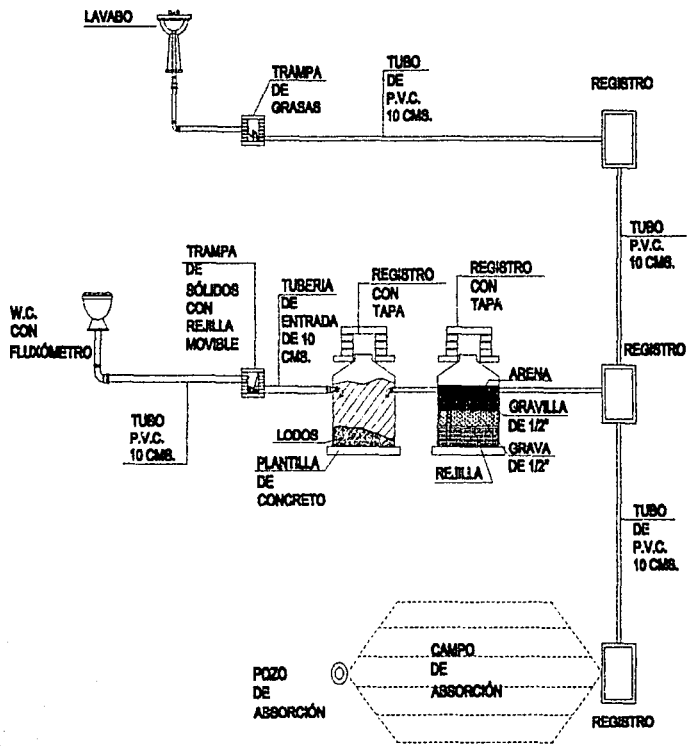 LAVABO
TRAMPA
DE
GRASAS
TUBO
DE
P.V.C.
10 CMS.
REGISTRO
TUBO
P.V.C.
10 CMS.
W.C.
CON
FLUXÓMETRO
TRAMPA
DE
SÓLIDOS
CON
REJILLA
MOVIBLE
TUBERIA
DE
ENTRADA
DE 10
CMS.
REGISTRO
CON
TAPA
REGISTRO
CON
TAPA
REGISTRO
ARENA
GRAVILLA
DE 1/2"
GRAVA
DE 1/2"
TUBO
P.V.C.
10 CMS.
LODOS
PLANTILLA
DE
CONCRETO
REJILLA
TUBO
DE
P.V.C.
10 CMS.
POZO
DE
ABSORCIÓN
CAMPO
DE
ABSORCIÓN
REGISTRO